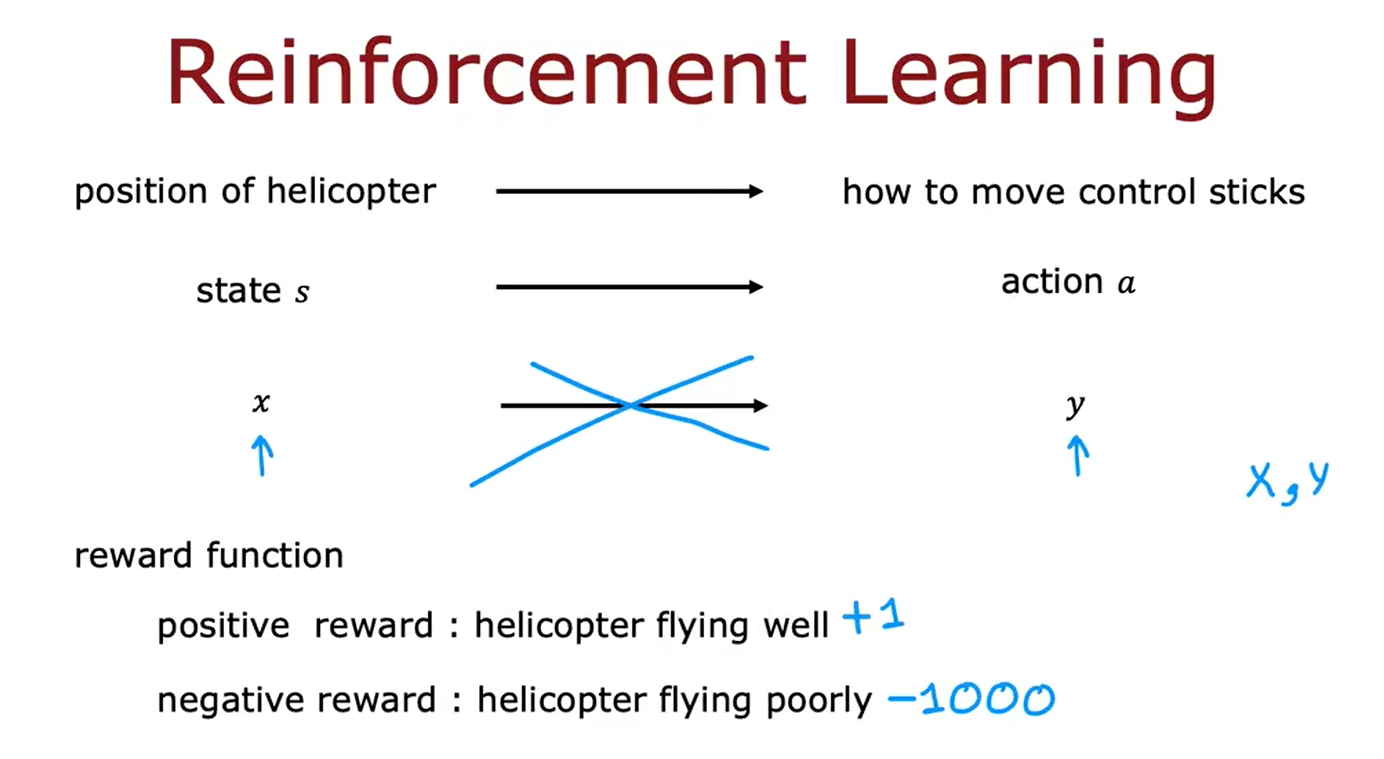 Reinforcement Learning
position of helicopter how to move control sticks
state s action a
x y
X, y
reward function
positive reward : helicopter flying well +1
negative reward : helicopter flying poorly -1000